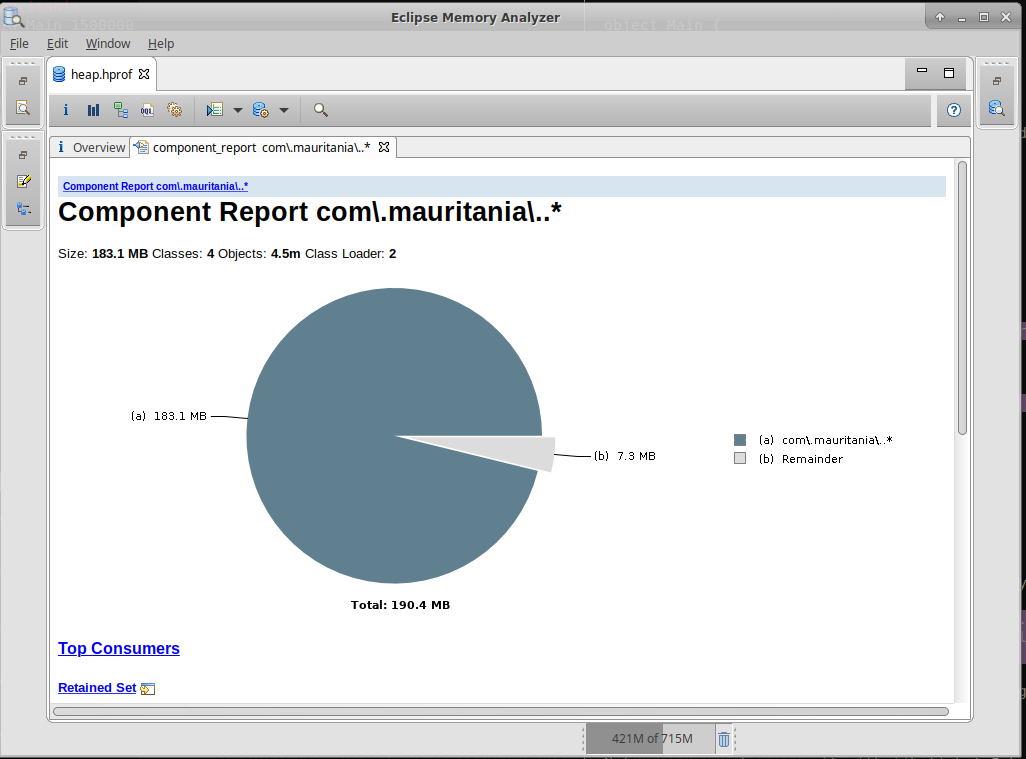 Eclipse Memory Analyzer
File Edit Window Help
heap.hprof
OQL
i Overview component_report com\.mauritania\..*
Component Report com\.mauritania\..*
Component Report com\.mauritania\..*
Size: 183.1 MB Classes: 4 Objects: 4.5m Class Loader: 2
(a) 183.1 MB
(b) 7.3 MB
(a) com\.mauritania\..*
(b) Remainder
Total: 190.4 MB
Top Consumers
Retained Set
421M of 715M